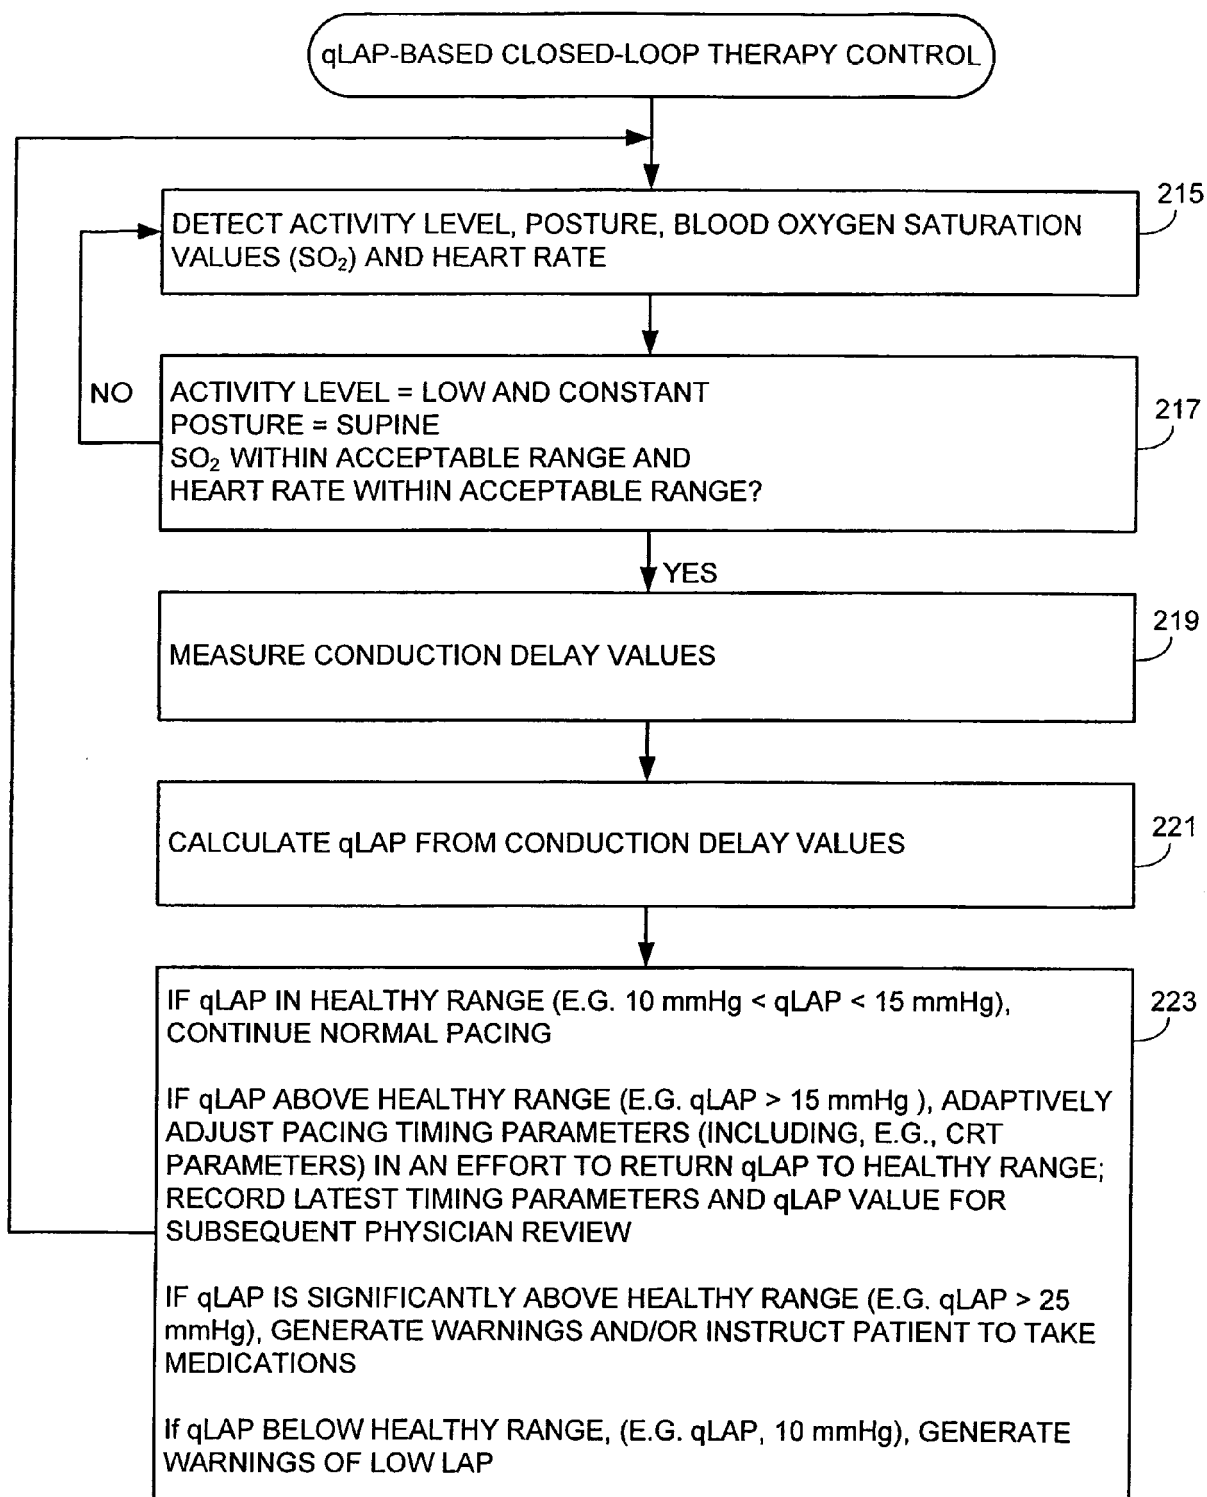 qLAP-BASED CLOSED-LOOP THERAPY CONTROL
215
DETECT ACTIVITY LEVEL, POSTURE, BLOOD OXYGEN SATURATION
VALUES (SO₂) AND HEART RATE
NO
ACTIVITY LEVEL = LOW AND CONSTANT
POSTURE = SUPINE
SO₂ WITHIN ACCEPTABLE RANGE AND
HEART RATE WITHIN ACCEPTABLE RANGE?
217
YES
219
MEASURE CONDUCTION DELAY VALUES
CALCULATE qLAP FROM CONDUCTION DELAY VALUES
221
IF qLAP IN HEALTHY RANGE (E.G. 10 mmHg < qLAP < 15 mmHg),
CONTINUE NORMAL PACING
223
IF qLAP ABOVE HEALTHY RANGE (E.G. qLAP > 15 mmHg ), ADAPTIVELY
ADJUST PACING TIMING PARAMETERS (INCLUDING, E.G., CRT
PARAMETERS) IN AN EFFORT TO RETURN qLAP TO HEALTHY RANGE;
RECORD LATEST TIMING PARAMETERS AND qLAP VALUE FOR
SUBSEQUENT PHYSICIAN REVIEW
IF qLAP IS SIGNIFICANTLY ABOVE HEALTHY RANGE (E.G. qLAP > 25
mmHg), GENERATE WARNINGS AND/OR INSTRUCT PATIENT TO TAKE
MEDICATIONS
If qLAP BELOW HEALTHY RANGE, (E.G. qLAP, 10 mmHg), GENERATE
WARNINGS OF LOW LAP